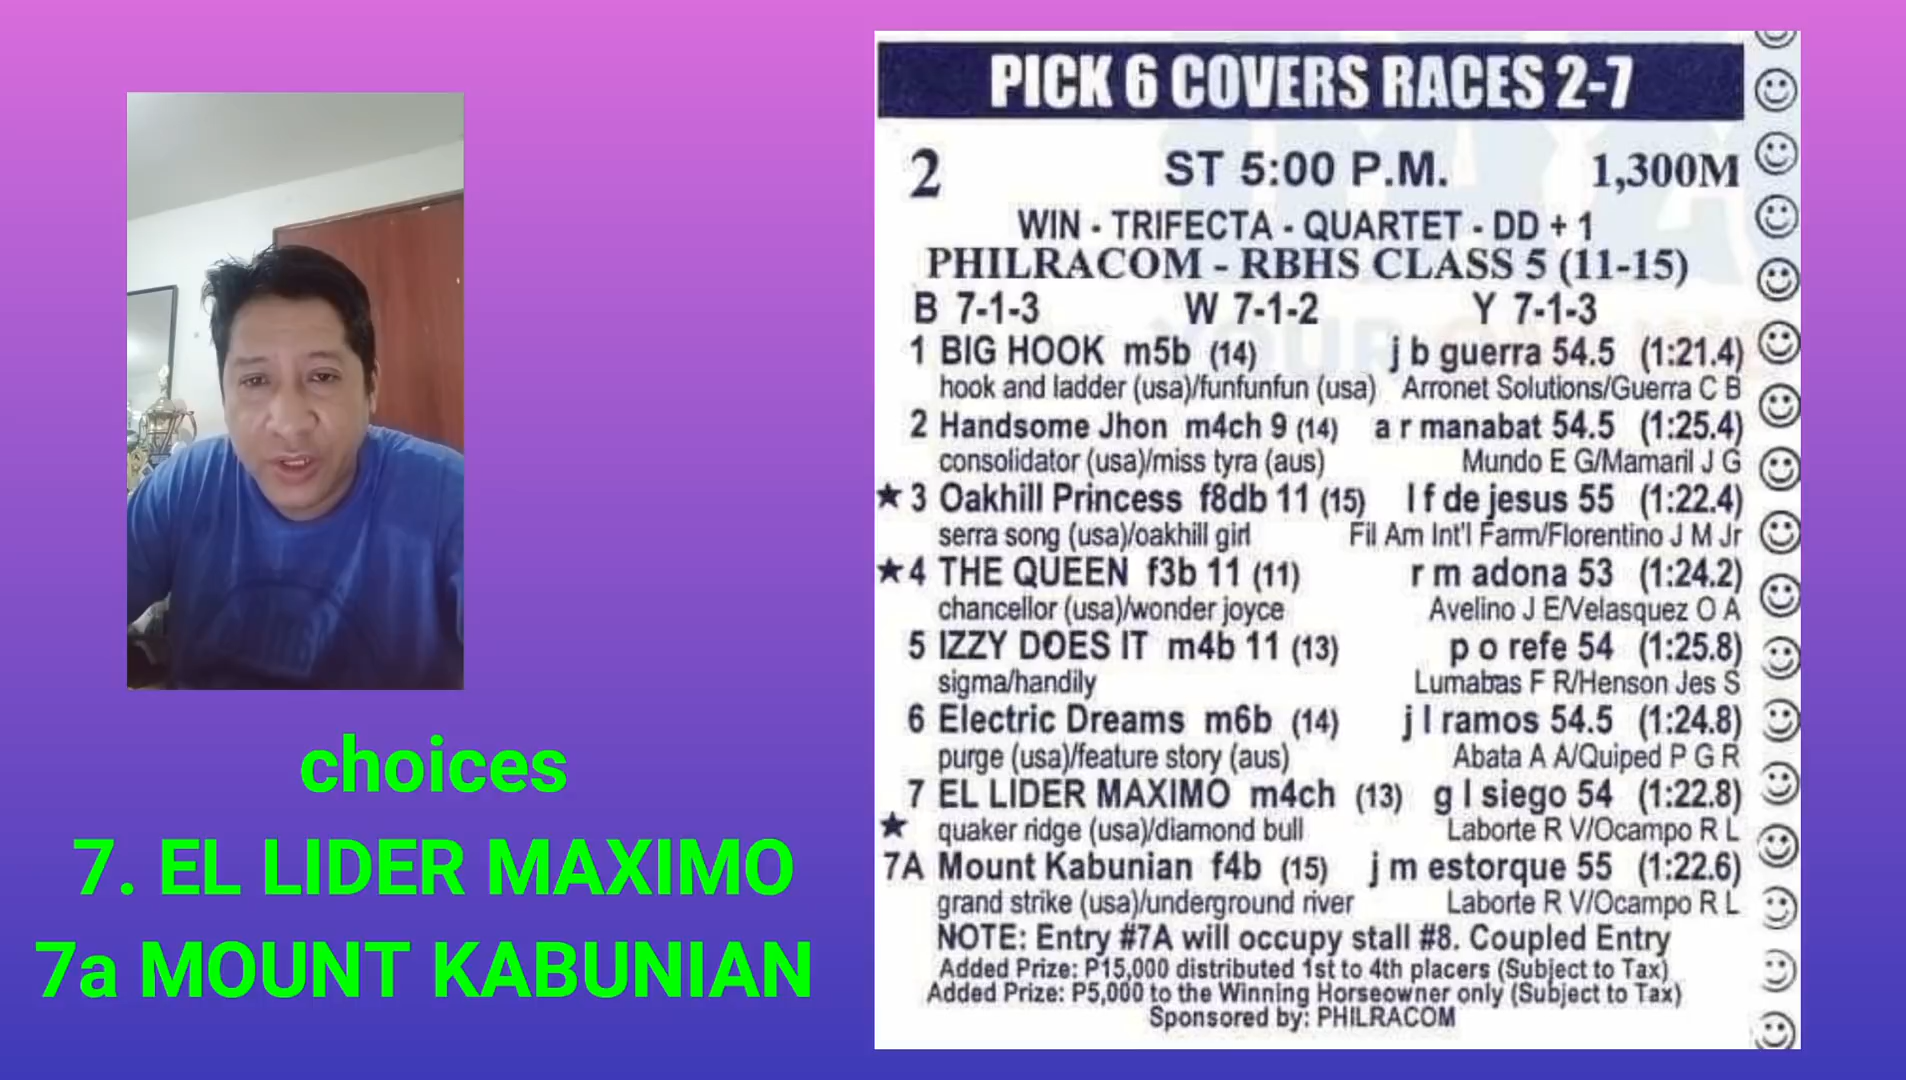 choices
7. EL LIDER MAXIMO
7a MOUNT KABUNIAN
PICK 6 COVERS RACES 2-7
2 ST 5:00 P.M. 1,300M
WIN - TRIFECTA - QUARTET - DD + 1
PHILRACOM - RBHS CLASS 5 (11-15)
B 7-1-3 W 7-1-2 Y 7-1-3
1 BIG HOOK m5b (14) j b guerra 54.5 (1:21.4)
hook and ladder (usa)/funfunfun (usa) Arronet Solutions/Guerra C B
2 Handsome Jhon m4ch 9 (14) a r manabat 54.5 (1:25.4)
consolidator (usa)/miss tyra (aus) Mundo E G/Mamaril J G
★ 3 Oakhill Princess f8db 11 (15) l f de jesus 55 (1:22.4)
serra song (usa)/oakhill girl Fil Am Int'l Farm/Florentino J M Jr
★ 4 THE QUEEN f3b 11 (11) r m adona 53 (1:24.2)
chancellor (usa)/wonder joyce Avelino J E/Velasquez O A
5 IZZY DOES IT m4b 11 (13) p o refe 54 (1:25.8)
sigma/handily Lumabas F R/Henson Jes S
6 Electric Dreams m6b (14) j l ramos 54.5 (1:24.8)
purge (usa)/feature story (aus) Abata A A/Quiped P G R
7 EL LIDER MAXIMO m4ch (13) g l siego 54 (1:22.8)
★ quaker ridge (usa)/diamond bull Laborte R V/Ocampo R L
7A Mount Kabunian f4b (15) j m estorque 55 (1:22.6)
grand strike (usa)/underground river Laborte R V/Ocampo R L
NOTE: Entry #7A will occupy stall #8. Coupled Entry
Added Prize: P15,000 distributed 1st to 4th placers (Subject to Tax)
Added Prize: P5,000 to the Winning Horseowner only (Subject to Tax)
Sponsored by: PHILRACOM